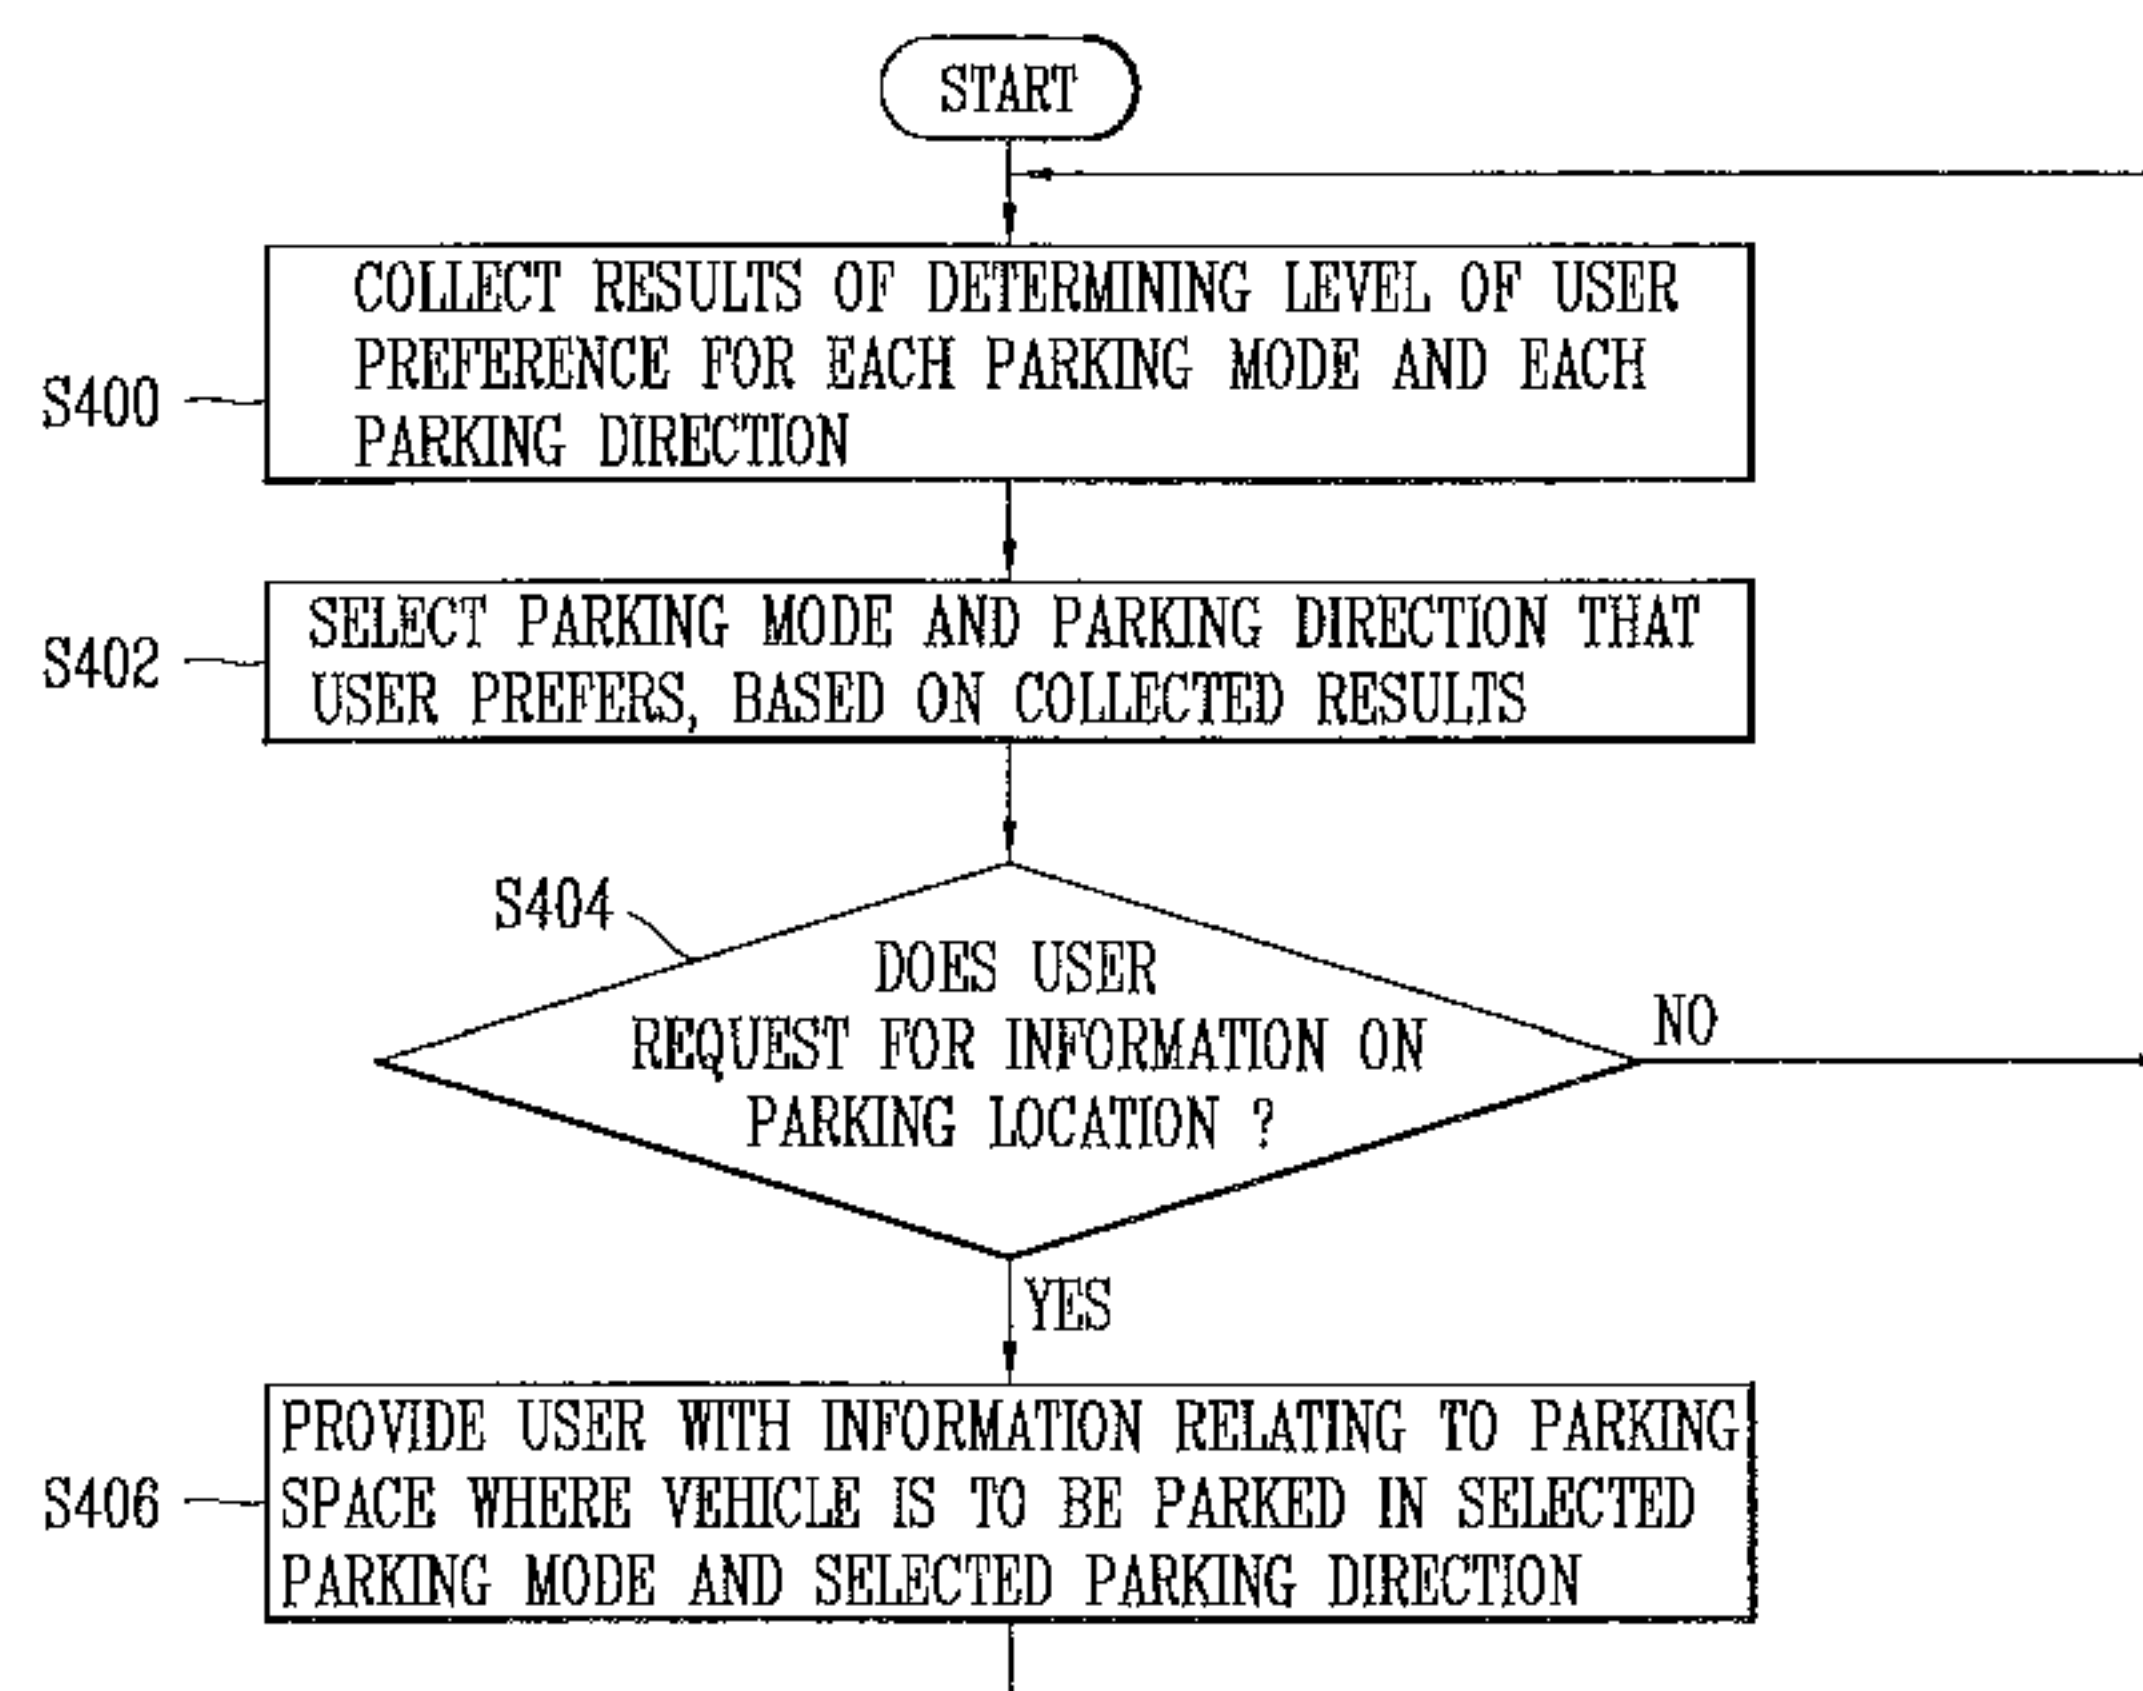 START
COLLECT RESULTS OF DETERMINING LEVEL OF USER
PREFERENCE FOR EACH PARKING MODE AND EACH
PARKING DIRECTION
S400
SELECT PARKING MODE AND PARKING DIRECTION THAT
USER PREFERS, BASED ON COLLECTED RESULTS
S402
S404
DOES USER
REQUEST FOR INFORMATION ON
PARKING LOCATION ?
NO
YES
PROVIDE USER WITH INFORMATION RELATING TO PARKING
SPACE WHERE VEHICLE IS TO BE PARKED IN SELECTED
PARKING MODE AND SELECTED PARKING DIRECTION
S406